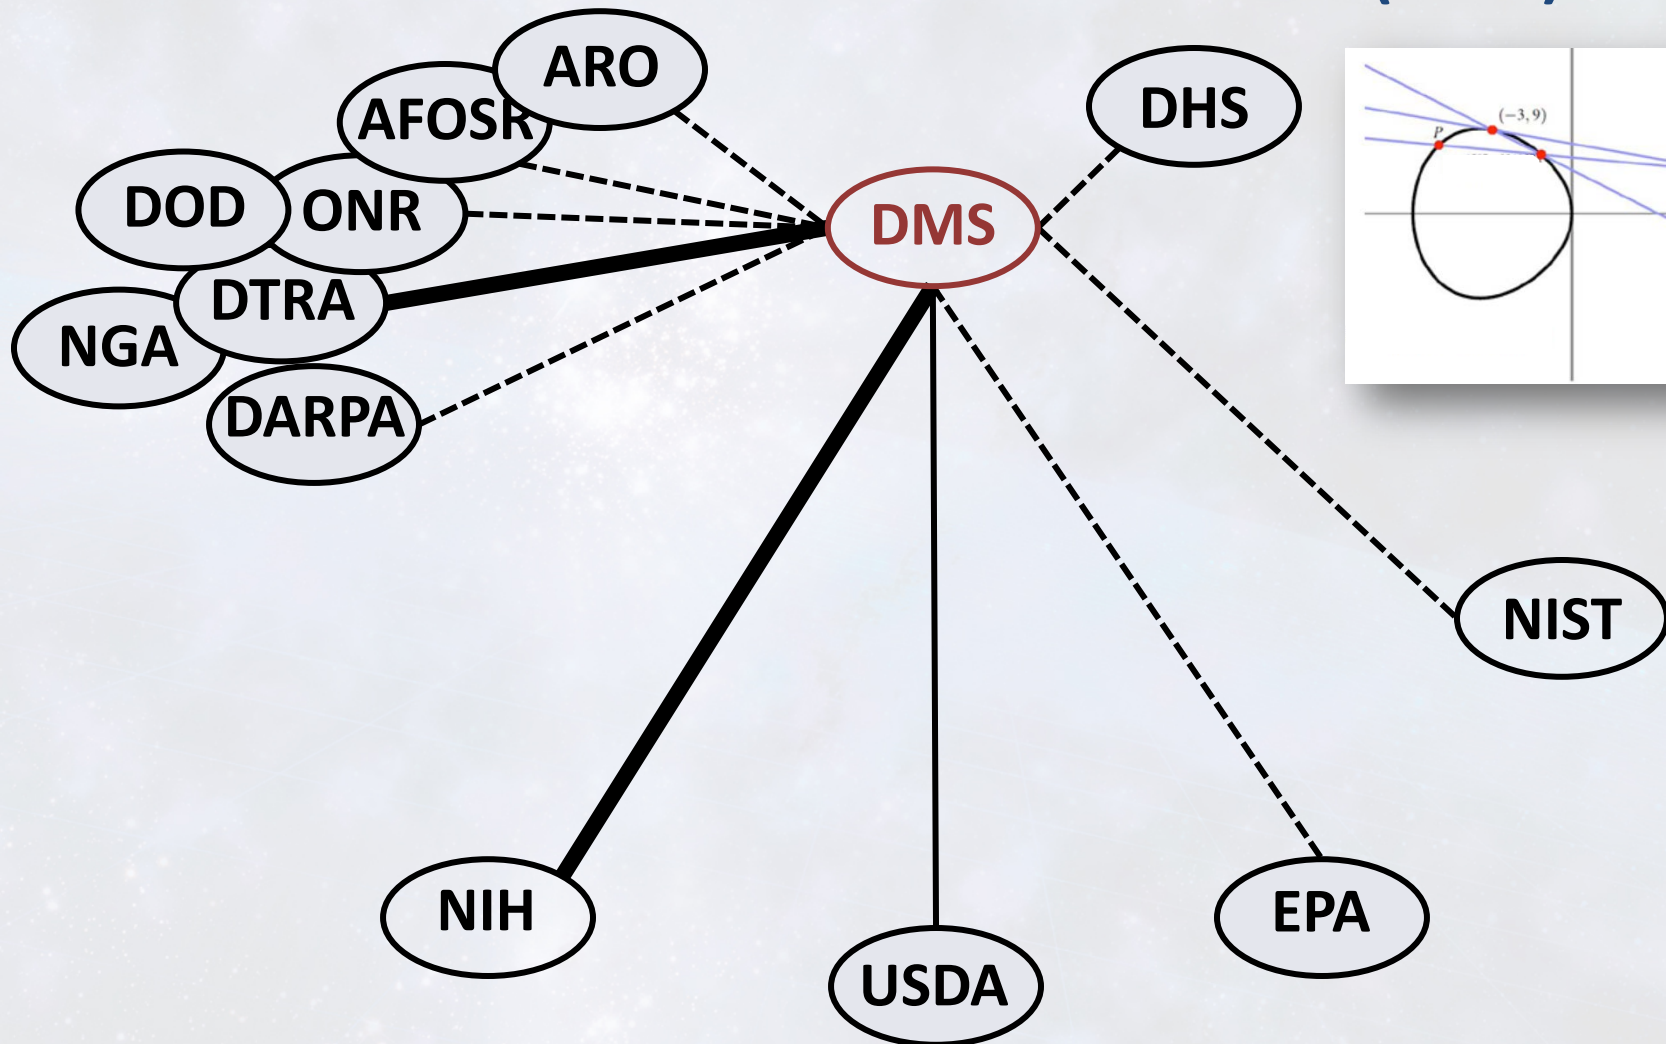 ARO
DHS
AFOSR
(-3, 9)
P
DOD
ONR
DMS
DTRA
NGA
DARPA
NIST
NIH
EPA
USDA